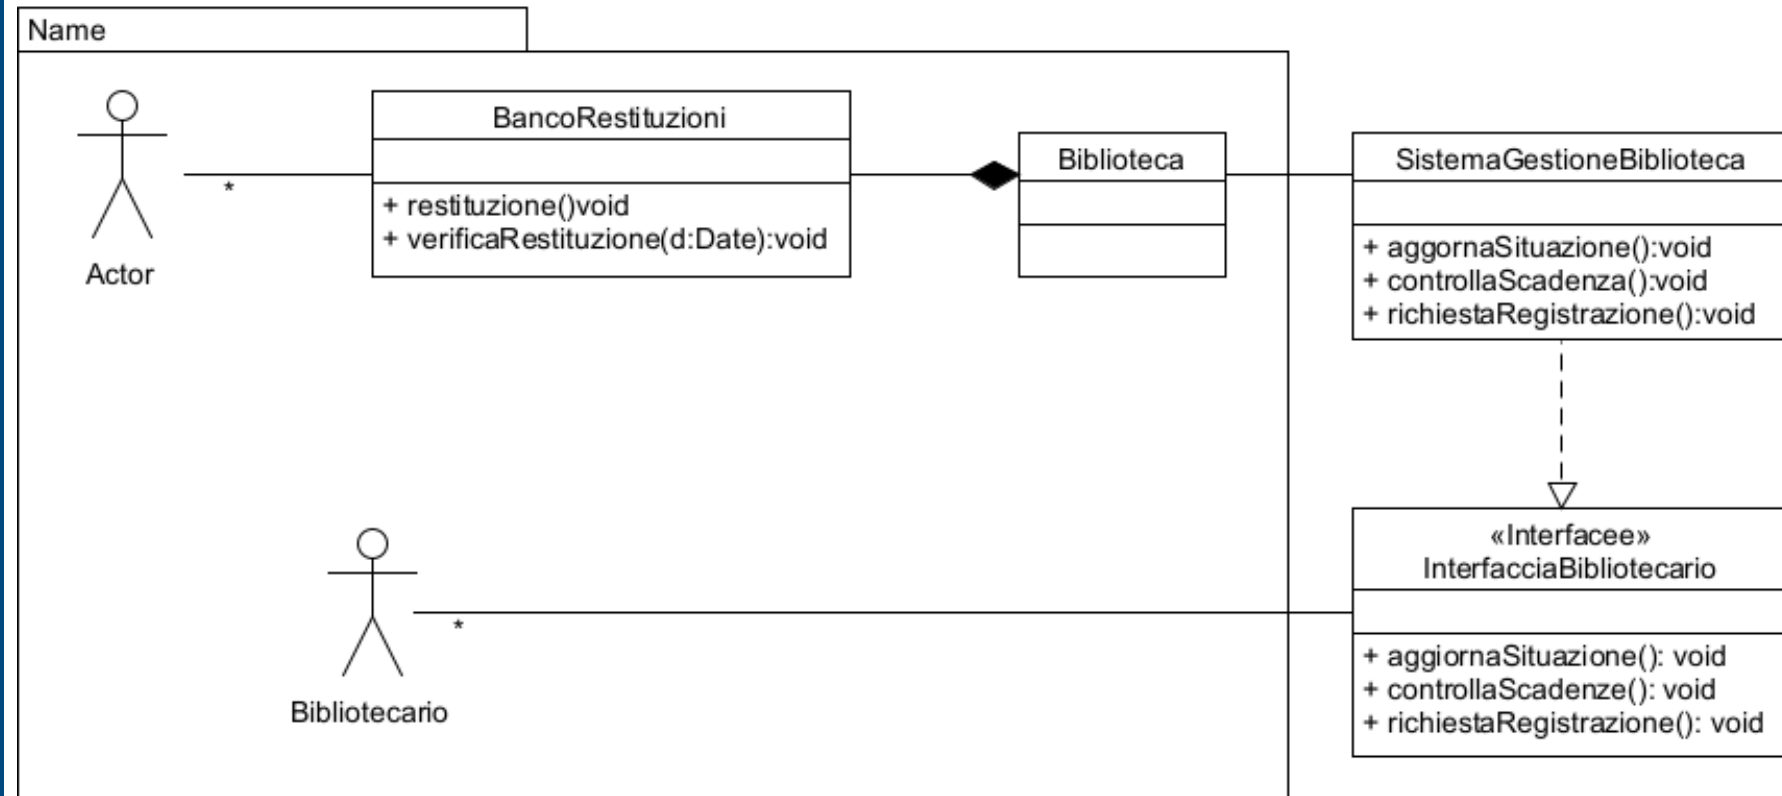 Name
BancoRestituzioni
+ restituzione()void
+ verificaRestituzione(d:Date):void
*
Actor
Biblioteca
SistemaGestioneBiblioteca
+ aggornaSituazione():void
+ controllaScadenza():void
+ richiestaRegistrazione():void
*
Bibliotecario
«Interfacee»
InterfacciaBibliotecario
+ aggiornaSituazione(): void
+ controllaScadenze(): void
+ richiestaRegistrazione(): void